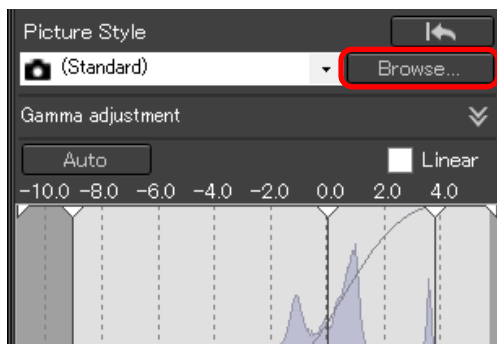 Picture Style
(Standard)
Browse...
Gamma adjustment
Auto
Linear
-10.0 -8.0 -6.0 -4.0 -2.0 0.0 2.0 4.0